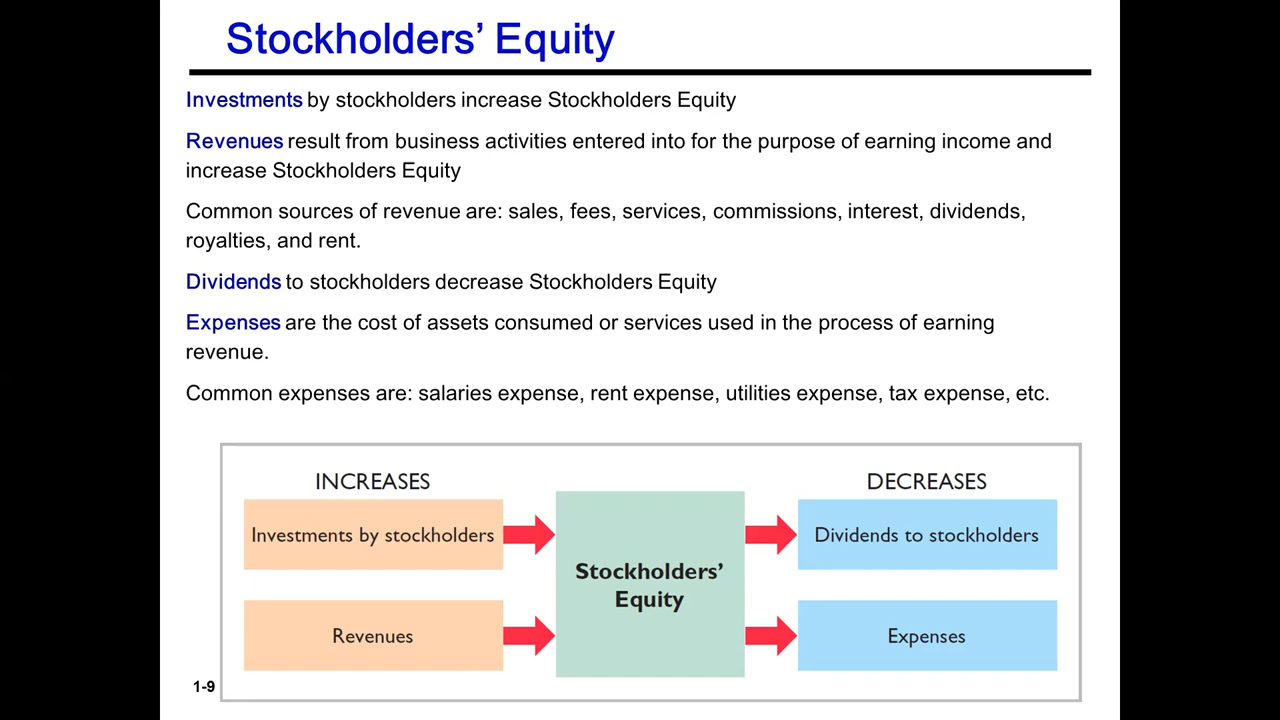 Stockholders’ Equity
Investments by stockholders increase Stockholders Equity
Revenues result from business activities entered into for the purpose of earning income and
increase Stockholders Equity
Common sources of revenue are: sales, fees, services, commissions, interest, dividends,
royalties, and rent.
Dividends to stockholders decrease Stockholders Equity
Expenses are the cost of assets consumed or services used in the process of earning
revenue.
Common expenses are: salaries expense, rent expense, utilities expense, tax expense, etc.
INCREASES
DECREASES
Investments by stockholders
Dividends to stockholders
Stockholders’
Equity
Revenues
Expenses
1-9